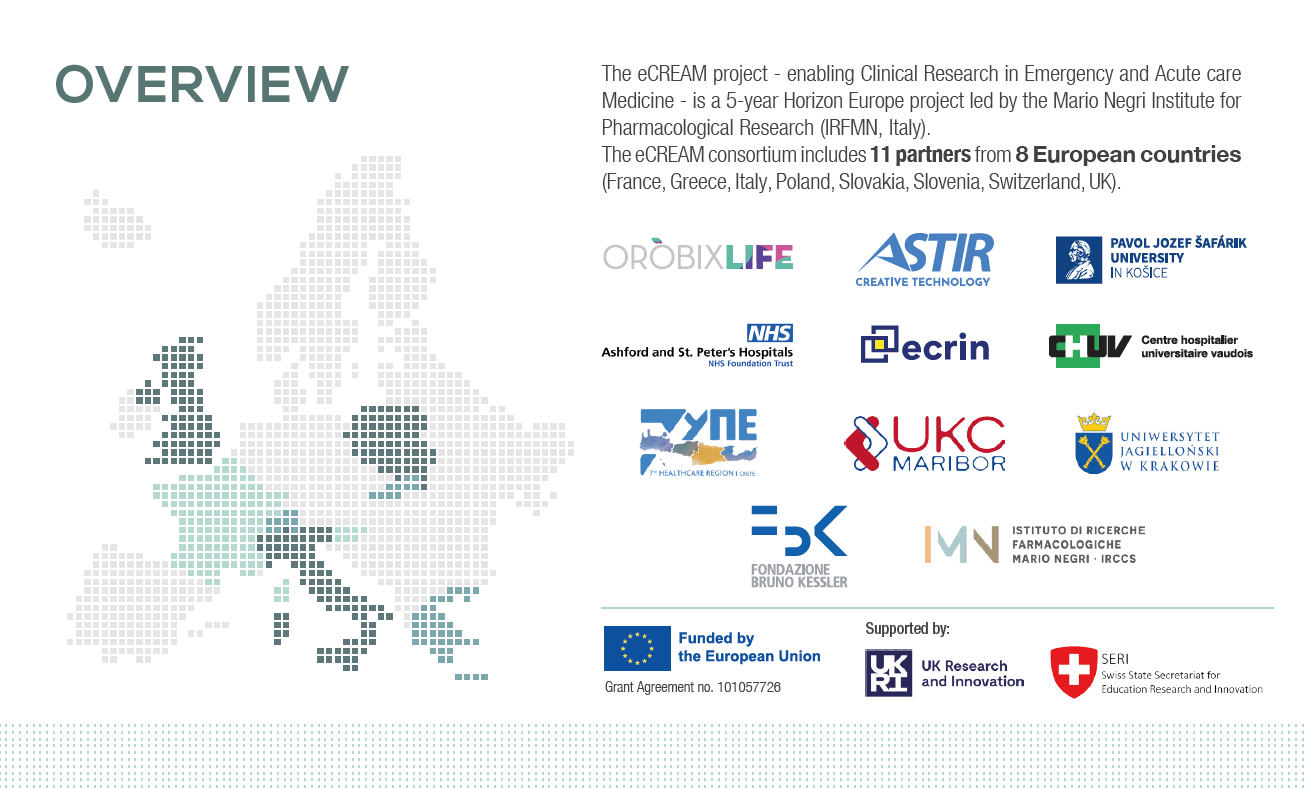 OVERVIEW
The eCREAM project - enabling Clinical Research in Emergency and Acute care
Medicine - is a 5-year Horizon Europe project led by the Mario Negri Institute for
Pharmacological Research (IRFMN, Italy).
The eCREAM consortium includes 11 partners from 8 European countries
(France, Greece, Italy, Poland, Slovakia, Slovenia, Switzerland, UK).
OROBIXLIFE
ASTIR
CREATIVE TECHNOLOGY
PAVOL JOZEF ŠAFÁRIK
UNIVERSITY
IN KOŠICE
NHS
Ashford and St. Peter's Hospitals
NHS Foundation Trust
ecrin
CHUV
Centre hospitalier
universitaire vaudois
7ΥΠΕ
7TH HEALTHCARE REGION | CRETE
UKC
MARIBOR
UNIWERSYTET
JAGIELLOŃSKI
W KRAKOWIE
FBK
FONDAZIONE
BRUNO KESSLER
IMN
ISTITUTO DI RICERCHE
FARMACOLOGICHE
MARIO NEGRI · IRCCS
Funded by
the European Union
Grant Agreement no. 101057726
Supported by:
UKRI
UK Research
and Innovation
SERI
Swiss State Secretariat for
Education Research and Innovation